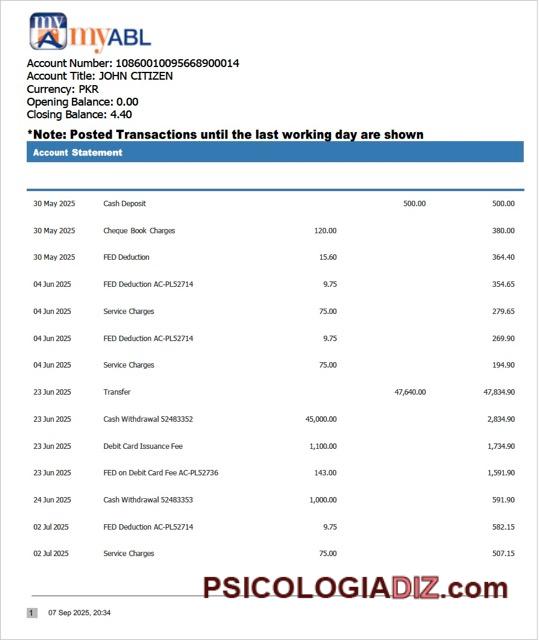 my
A
myABL
Account Number: 10860010095668900014
Account Title: JOHN CITIZEN
Currency: PKR
Opening Balance: 0.00
Closing Balance: 4.40
*Note: Posted Transactions until the last working day are shown
Account Statement
30 May 2025 Cash Deposit 500.00 500.00
30 May 2025 Cheque Book Charges 120.00 380.00
30 May 2025 FED Deduction 15.60 364.40
04 Jun 2025 FED Deduction AC-PL52714 9.75 354.65
04 Jun 2025 Service Charges 75.00 279.65
04 Jun 2025 FED Deduction AC-PL52714 9.75 269.90
04 Jun 2025 Service Charges 75.00 194.90
23 Jun 2025 Transfer 47,640.00 47,834.90
23 Jun 2025 Cash Withdrawal 52483352 45,000.00 2,834.90
23 Jun 2025 Debit Card Issuance Fee 1,100.00 1,734.90
23 Jun 2025 FED on Debit Card Fee AC-PL52736 143.00 1,591.90
24 Jun 2025 Cash Withdrawal 52483353 1,000.00 591.90
02 Jul 2025 FED Deduction AC-PL52714 9.75 582.15
02 Jul 2025 Service Charges 75.00 507.15
PSICOLOGIADIZ.com
1 07 Sep 2025, 20:34